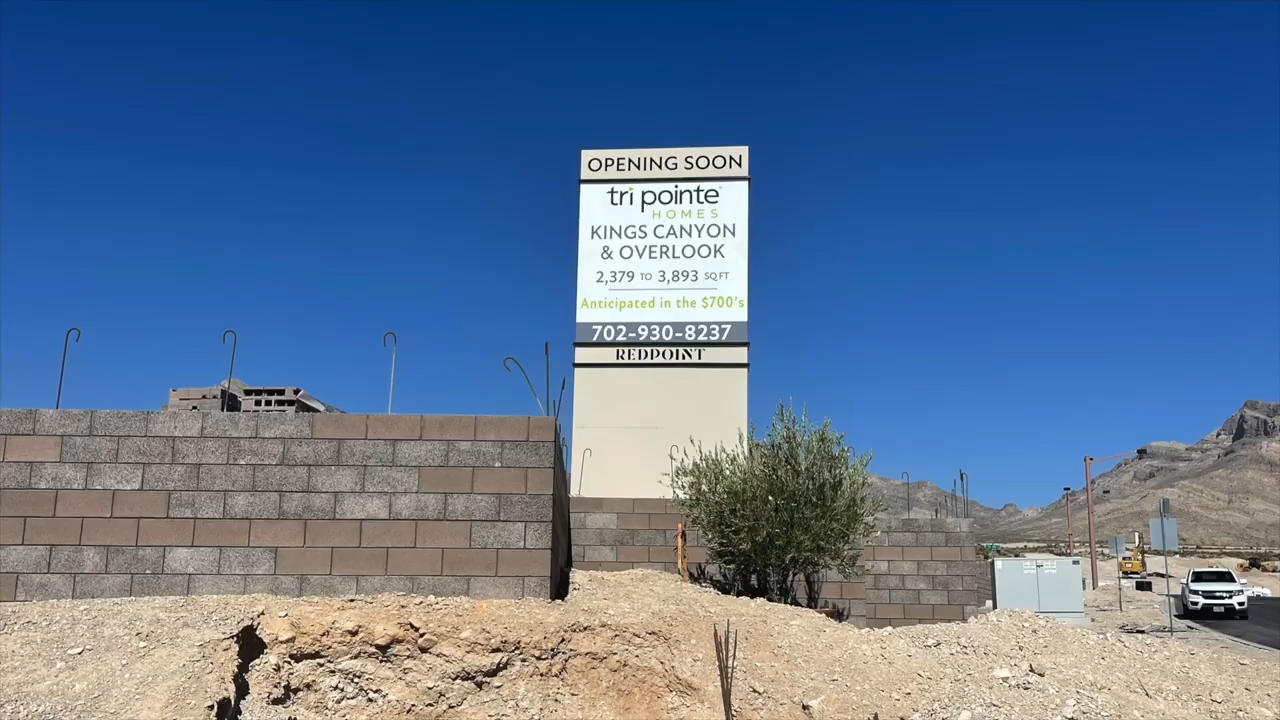 OPENING SOON
tri pointe
HOMES
KINGS CANYON
& OVERLOOK
2,379 TO 3,893 SQ FT
Anticipated in the $700's
702-930-8237
REDPOINT